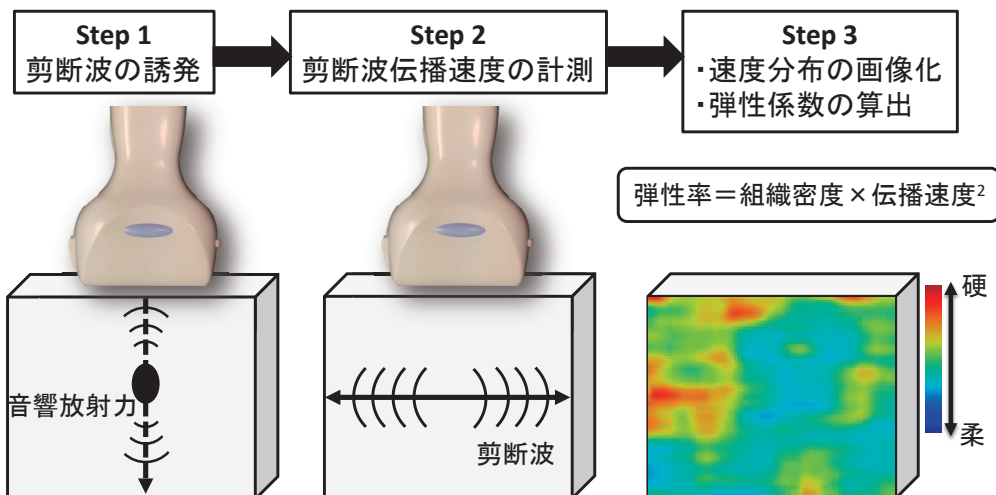 Step 1
剪断波の誘発
Step 2
剪断波伝播速度の計測
Step 3
・速度分布の画像化
・弾性係数の算出
弾性率＝組織密度×伝播速度²
硬
柔
音響放射力
剪断波